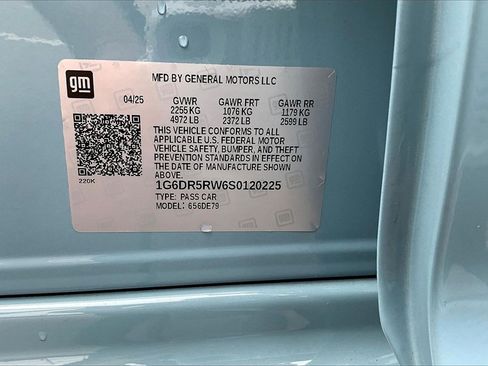 gm
MFD BY GENERAL MOTORS LLC
04/25 GVWR GAWR FRT GAWR RR
2255 KG 1076 KG 1179 KG
4972 LB 2372 LB 2599 LB
THIS VEHICLE CONFORMS TO ALL
APPLICABLE U.S. FEDERAL MOTOR
VEHICLE SAFETY, BUMPER, AND THEFT
PREVENTION STANDARDS IN EFFECT ON
THE DATE OF MANUFACTURE SHOWN
ABOVE.
220K
1G6DR5RW6S0120225
TYPE: PASS CAR
MODEL: 656DE79